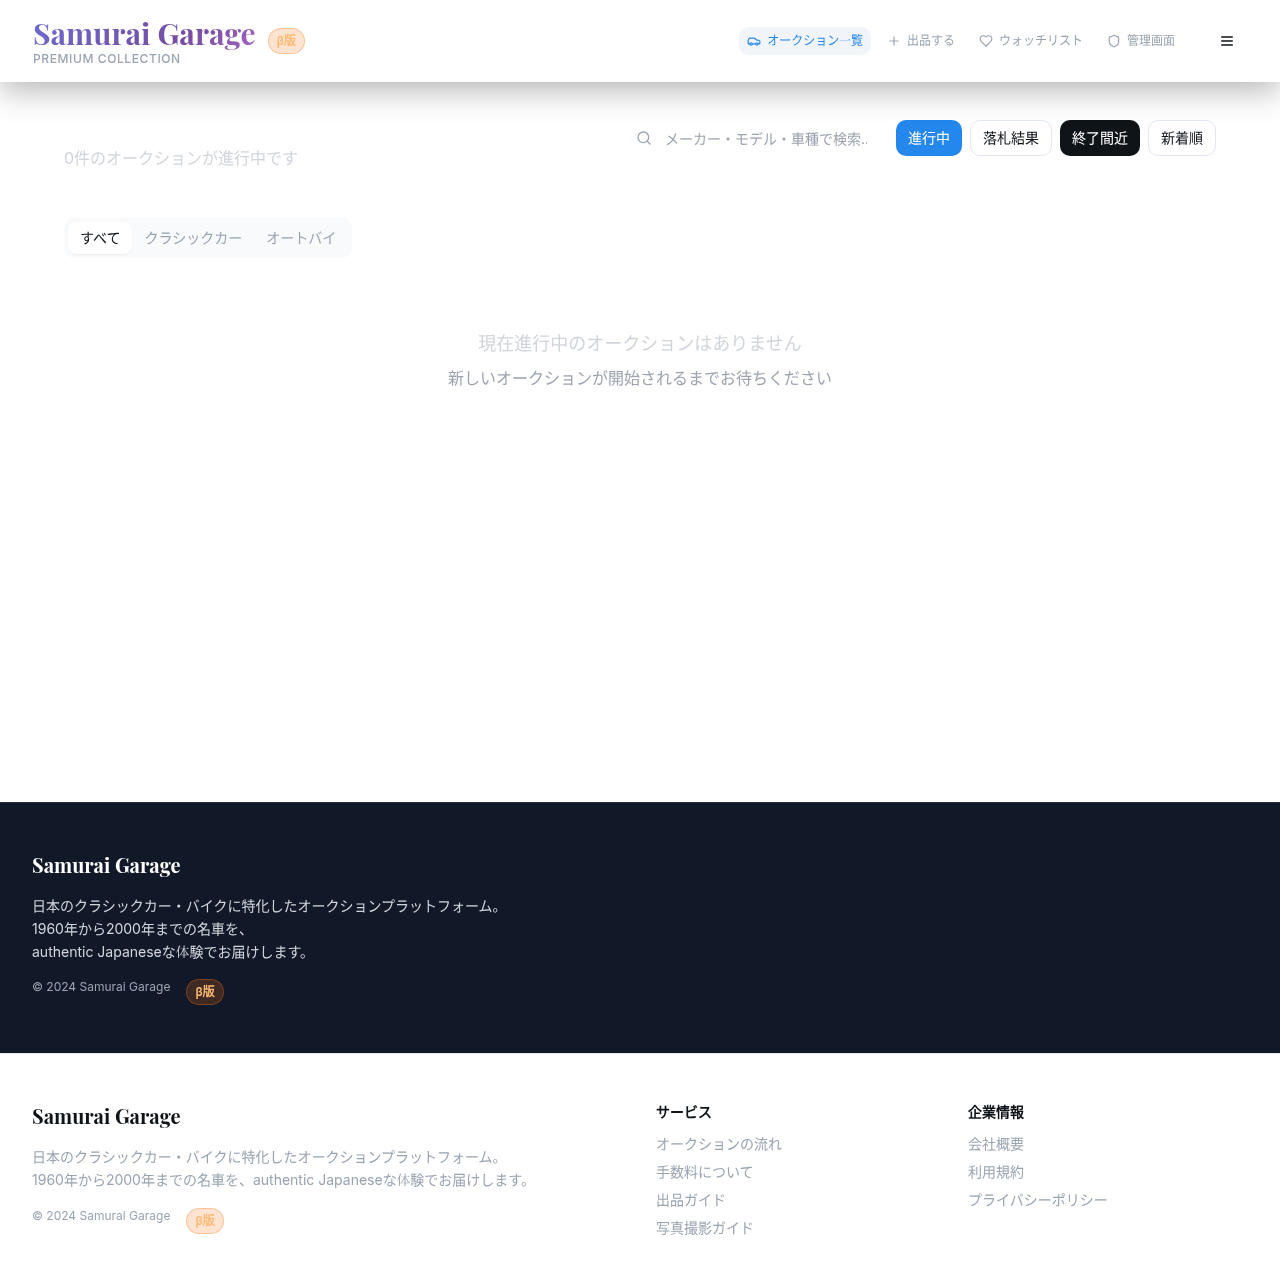 Samurai Garage
PREMIUM COLLECTION
β版
オークション一覧
出品する
ウォッチリスト
管理画面
0件のオークションが進行中です
メーカー・モデル・車種で検索..
進行中
落札結果
終了間近
新着順
すべて
クラシックカー
オートバイ
現在進行中のオークションはありません
新しいオークションが開始されるまでお待ちください
Samurai Garage
日本のクラシックカー・バイクに特化したオークションプラットフォーム。
1960年から2000年までの名車を、
authentic Japaneseな体験でお届けします。
© 2024 Samurai Garage
β版
Samurai Garage
日本のクラシックカー・バイクに特化したオークションプラットフォーム。
1960年から2000年までの名車を、authentic Japaneseな体験でお届けします。
© 2024 Samurai Garage
β版
サービス
オークションの流れ
手数料について
出品ガイド
写真撮影ガイド
企業情報
会社概要
利用規約
プライバシーポリシー